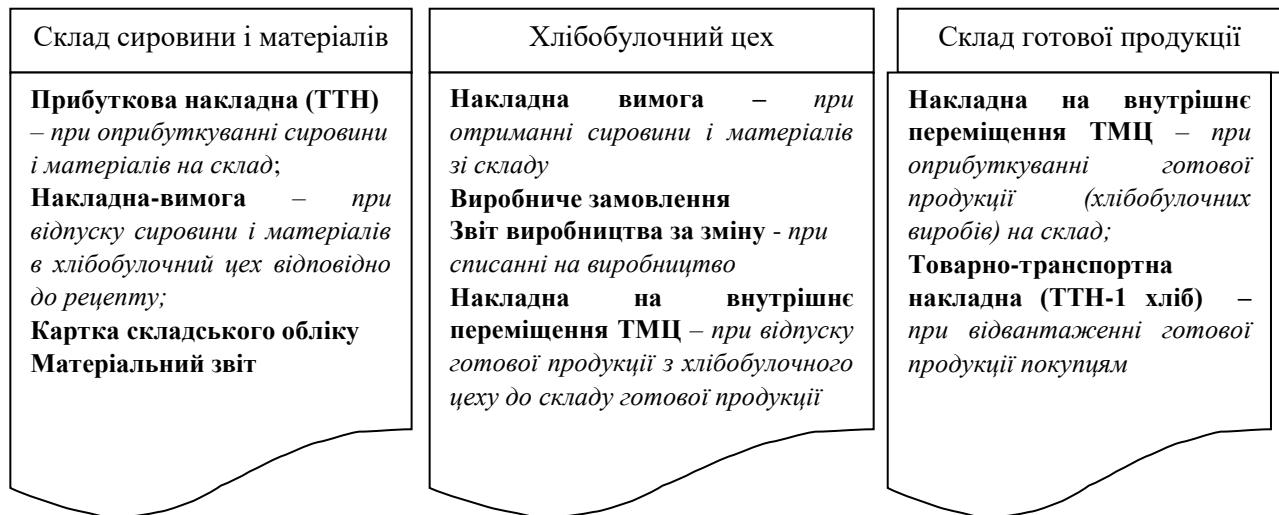 Склад сировини і матеріалів
Прибуткова накладна (ТТН)
– при оприбуткуванні сировини
і матеріалів на склад;
Накладна-вимога – при
відпуску сировини і матеріалів
в хлібобулочний цех відповідно
до рецепту;
Картка складського обліку
Матеріальний звіт
Хлібобулочний цех
Накладна вимога – при
отриманні сировини і матеріалів
зі складу
Виробниче замовлення
Звіт виробництва за зміну - при
списанні на виробництво
Накладна на внутрішнє
переміщення ТМЦ – при відпуску
готової продукції з хлібобулочного
цеху до складу готової продукції
Склад готової продукції
Накладна на внутрішнє
переміщення ТМЦ – при
оприбуткуванні готової
продукції (хлібобулочних
виробів) на склад;
Товарно-транспортна
накладна (ТТН-1 хліб) –
при відвантаженні готової
продукції покупцям